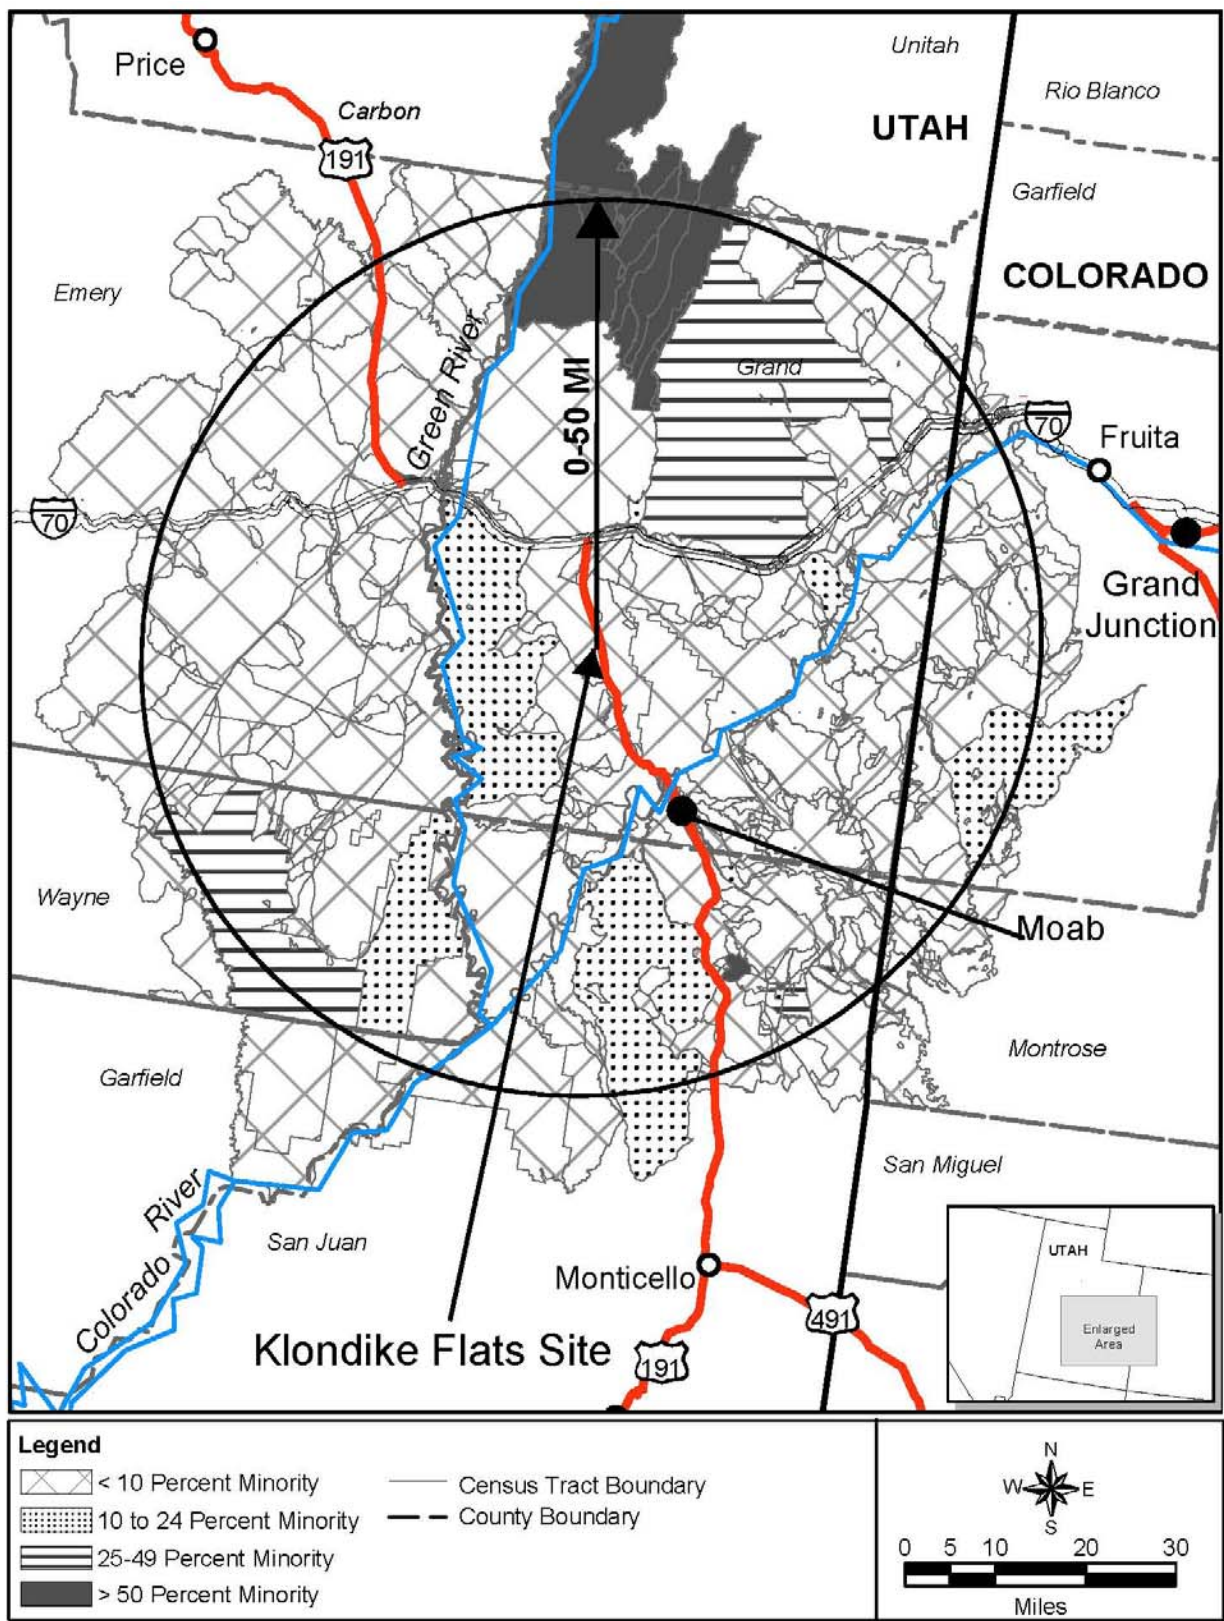 Unitah
Price
Rio Blanco
Carbon
UTAH
191
Garfield
COLORADO
Emery
Green River
Grand
0-50 MI
70
Fruita
70
Grand
Junction
Wayne
Moab
Garfield
Montrose
San Miguel
Colorado River
San Juan
UTAH
Monticello
491
Enlarged
Area
Klondike Flats Site
191
Legend
< 10 Percent Minority
10 to 24 Percent Minority
25-49 Percent Minority
> 50 Percent Minority
Census Tract Boundary
County Boundary
N
W E
S
0 5 10 20 30
Miles